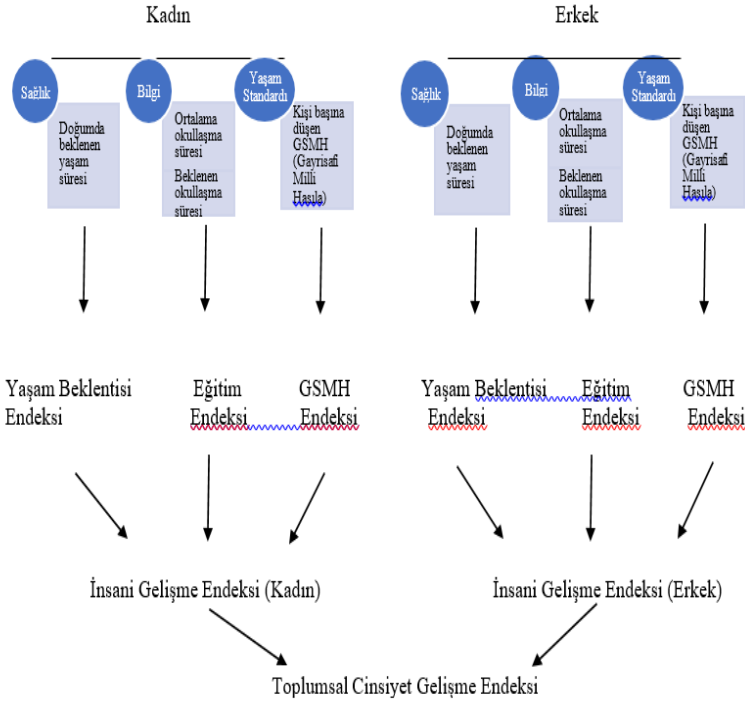 Kadın
Sağlık
Bilgi
Yaşam
Standardı
Doğumda
beklenen
yaşam
süresi
Ortalama
okullaşma
süresi
Beklenen
okullaşma
süresi
Kişi başına
düşen
GSMH
(Gayrisafi
Milli
Hasıla)
Yaşam Beklentisi
Endeksi
Eğitim
Endeksi
GSMH
Endeksi
İnsani Gelişme Endeksi (Kadın)
Erkek
Sağlık
Bilgi
Yaşam
Standardı
Doğumda
beklenen
yaşam
süresi
Ortalama
okullaşma
süresi
Beklenen
okullaşma
süresi
Kişi başına
düşen
GSMH
(Gayrisafi
Milli
Hasıla)
Yaşam Beklentisi
Endeksi
Eğitim
Endeksi
GSMH
Endeksi
İnsani Gelişme Endeksi (Erkek)
Toplumsal Cinsiyet Gelişme Endeksi